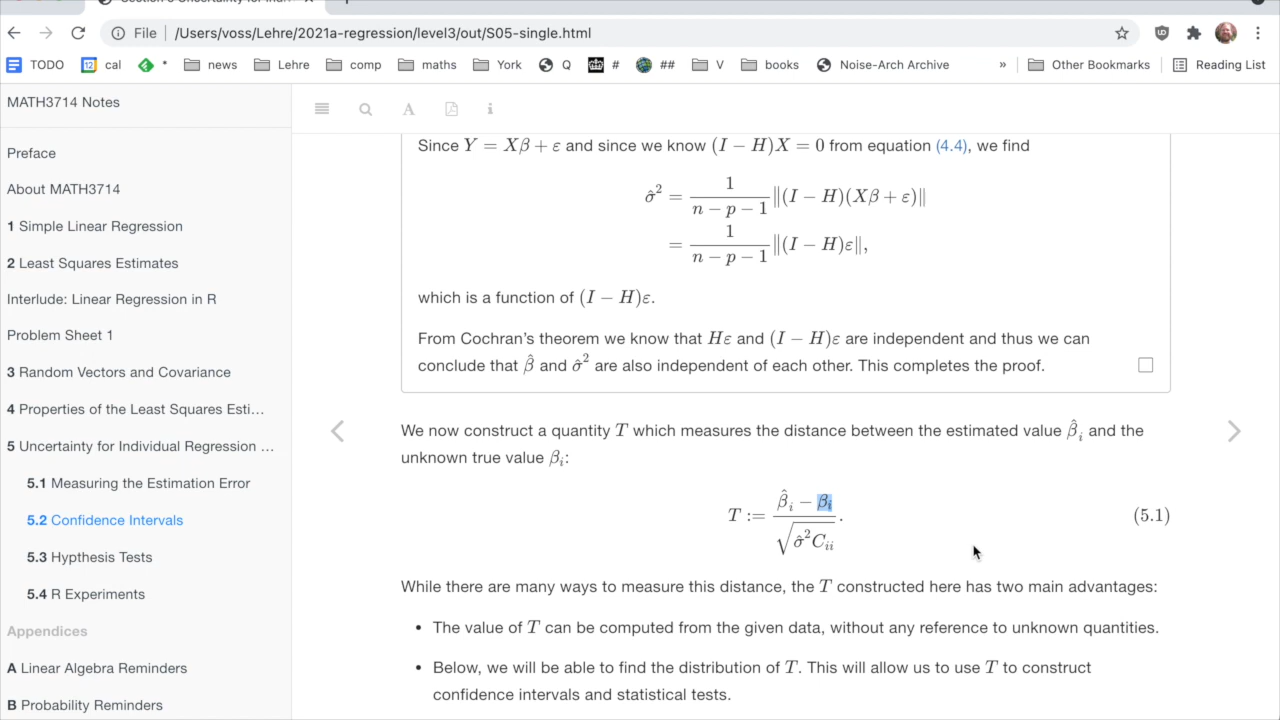 File /Users/voss/Lehre/2021a-regression/level3/out/S05-single.html
TODO cal * news Lehre comp maths York Q # ## V books Noise-Arch Archive » Other Bookmarks Reading List
MATH3714 Notes
Preface
About MATH3714
1 Simple Linear Regression
2 Least Squares Estimates
Interlude: Linear Regression in R
Problem Sheet 1
3 Random Vectors and Covariance
4 Properties of the Least Squares Esti…
5 Uncertainty for Individual Regression …
5.1 Measuring the Estimation Error
5.2 Confidence Intervals
5.3 Hypthesis Tests
5.4 R Experiments
Appendices
A Linear Algebra Reminders
B Probability Reminders
Since Y = Xβ + ε and since we know (I − H)X = 0 from equation (4.4), we find
σ̂² = 1/(n − p − 1) ‖(I − H)(Xβ + ε)‖
= 1/(n − p − 1) ‖(I − H)ε‖,
which is a function of (I − H)ε.
From Cochran’s theorem we know that Hε and (I − H)ε are independent and thus we can
conclude that β̂ and σ̂² are also independent of each other. This completes the proof.
We now construct a quantity T which measures the distance between the estimated value β̂ᵢ and the
unknown true value βᵢ:
T := (β̂ᵢ − βᵢ)/√(σ̂²Cᵢᵢ). (5.1)
While there are many ways to measure this distance, the T constructed here has two main advantages:
• The value of T can be computed from the given data, without any reference to unknown quantities.
• Below, we will be able to find the distribution of T. This will allow us to use T to construct
confidence intervals and statistical tests.